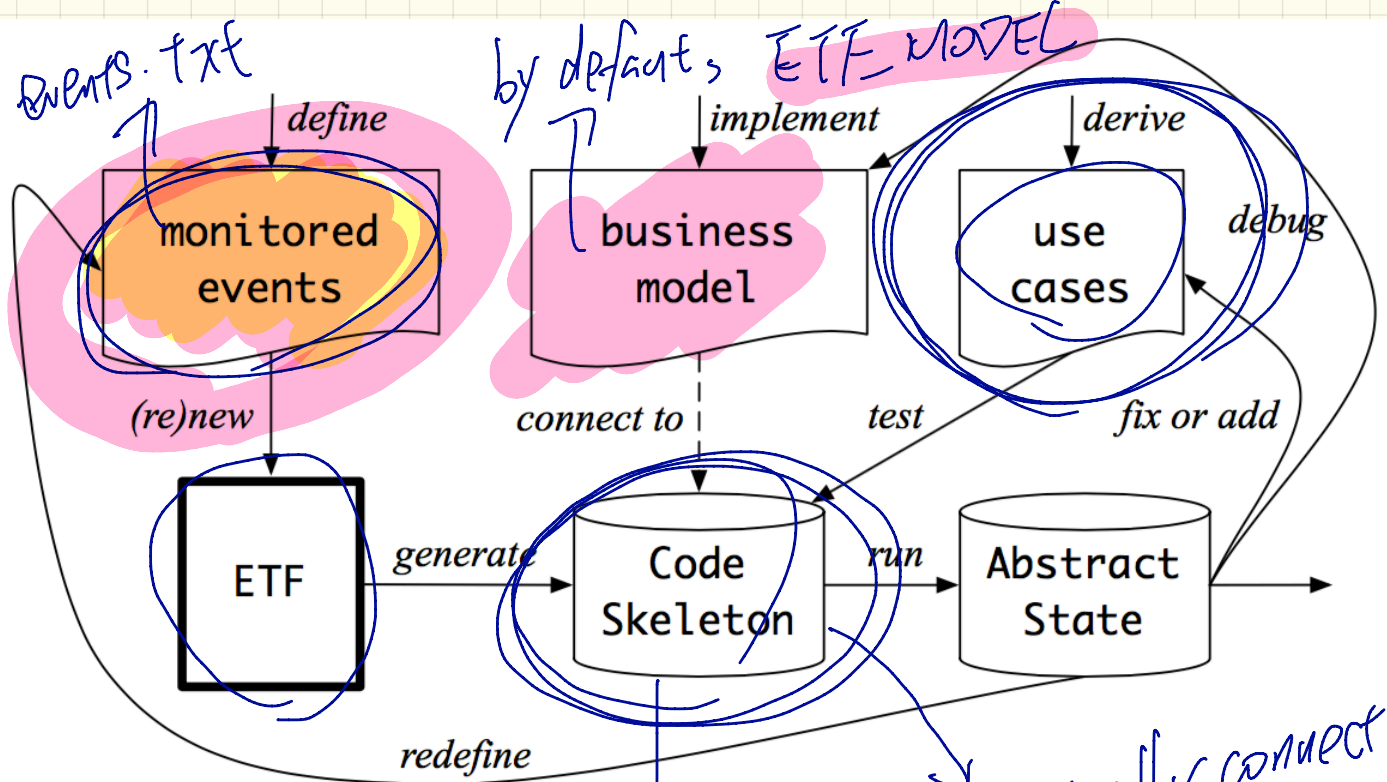 events.txt
by default, ETF_MODEL
define
implement
derive
monitored
events
business
model
use
cases
debug
(re)new
connect to
test
fix or add
ETF
generate
Code
Skeleton
run
Abstract
State
redefine
connect